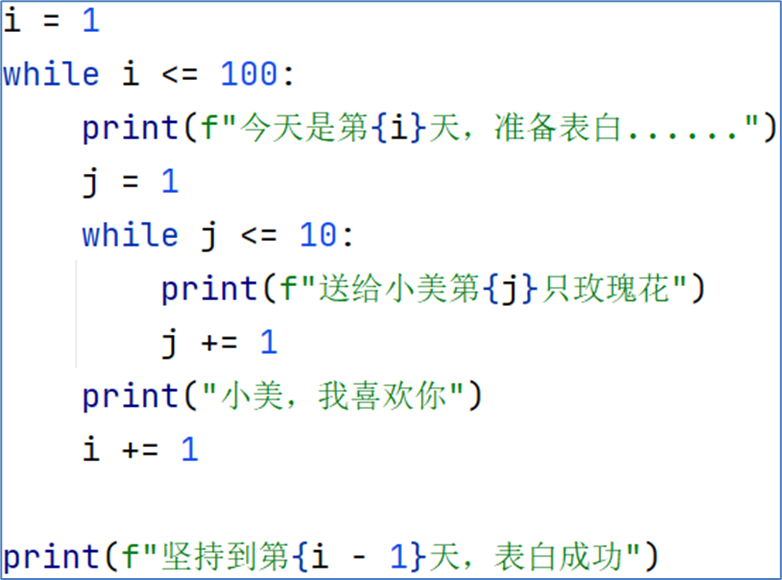 i = 1
while i <= 100:
    print(f"今天是第{i}天，准备表白......")
    j = 1
    while j <= 10:
        print(f"送给小美第{j}只玫瑰花")
        j += 1
    print("小美，我喜欢你")
    i += 1

print(f"坚持到第{i - 1}天，表白成功")